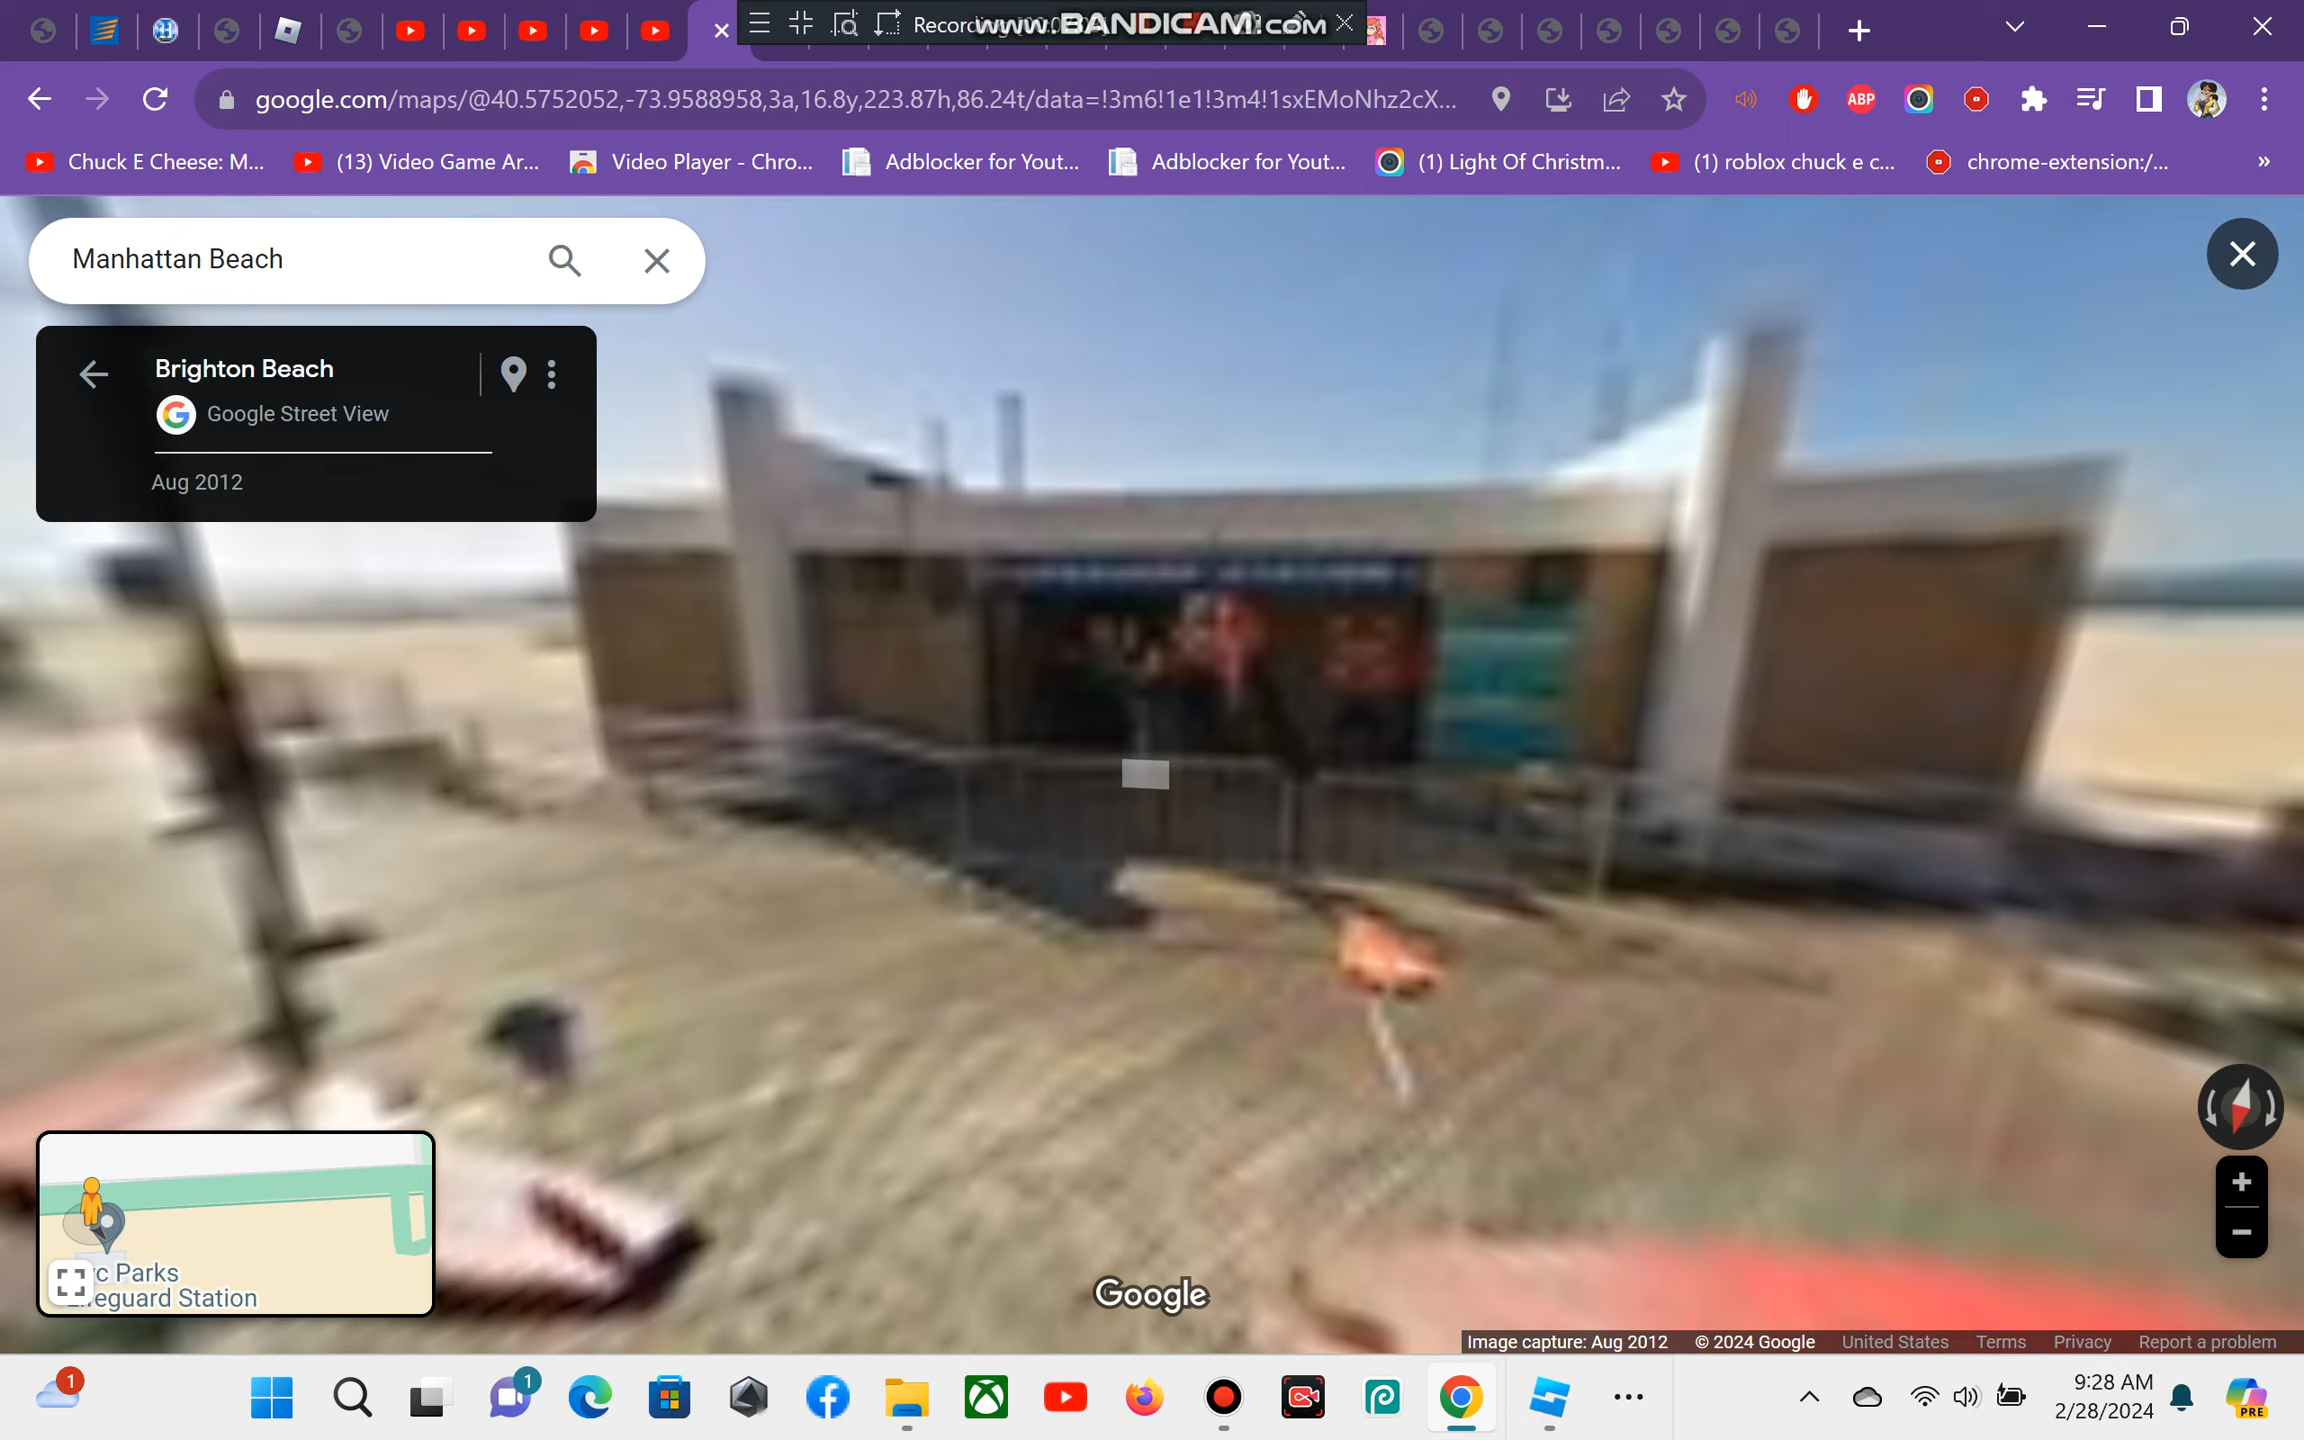 Recording
www.BANDICAM.com
google.com/maps/@40.5752052,-73.9588958,3a,16.8y,223.87h,86.24t/data=!3m6!1e1!3m4!1sxEMoNhz2cX...
ABP
Chuck E Cheese: M...
(13) Video Game Ar...
Video Player - Chro...
Adblocker for Yout...
Adblocker for Yout...
(1) Light Of Christm...
(1) roblox chuck e c...
chrome-extension:/...
»
Manhattan Beach
Brighton Beach
Google Street View
Aug 2012
c Parks
eguard Station
Google
Image capture: Aug 2012
© 2024 Google
United States
Terms
Privacy
Report a problem
1
1
9:28 AM
2/28/2024
PRE